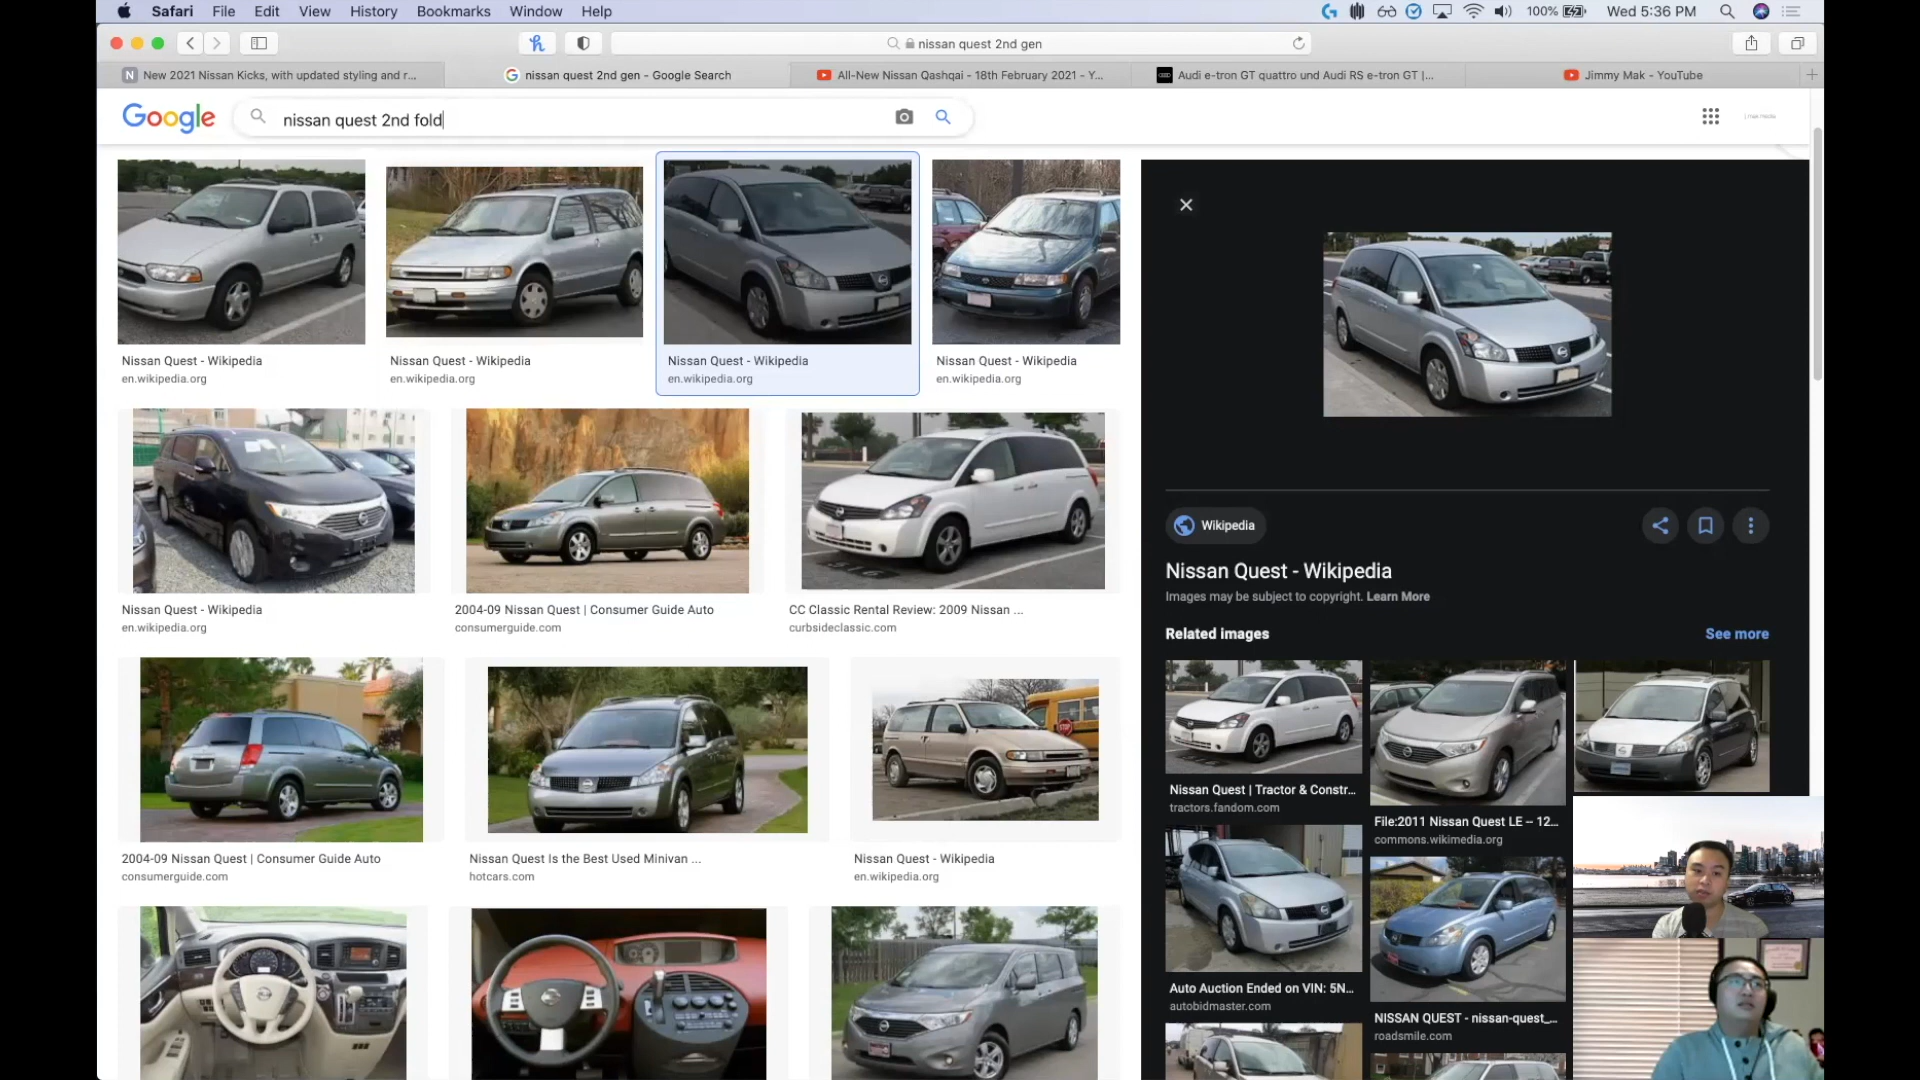 Safari File Edit View History Bookmarks Window Help
100% Wed 5:36 PM
nissan quest 2nd gen
New 2021 Nissan Kicks, with updated styling and r...
nissan quest 2nd gen - Google Search
All-New Nissan Qashqai - 18th February 2021 - Y...
Audi e-tron GT quattro und Audi RS e-tron GT |...
Jimmy Mak - YouTube
Google
nissan quest 2nd fold
Nissan Quest - Wikipedia
en.wikipedia.org
Nissan Quest - Wikipedia
en.wikipedia.org
Nissan Quest - Wikipedia
en.wikipedia.org
Nissan Quest - Wikipedia
en.wikipedia.org
Nissan Quest - Wikipedia
en.wikipedia.org
2004-09 Nissan Quest | Consumer Guide Auto
consumerguide.com
CC Classic Rental Review: 2009 Nissan ...
curbsideclassic.com
2004-09 Nissan Quest | Consumer Guide Auto
consumerguide.com
Nissan Quest Is the Best Used Minivan ...
hotcars.com
Nissan Quest - Wikipedia
en.wikipedia.org
Wikipedia
Nissan Quest - Wikipedia
Images may be subject to copyright. Learn More
Related images
See more
Nissan Quest | Tractor & Constr...
tractors.fandom.com
File:2011 Nissan Quest LE -- 12...
commons.wikimedia.org
Auto Auction Ended on VIN: 5N...
autobidmaster.com
NISSAN QUEST - nissan-quest_...
roadsmile.com